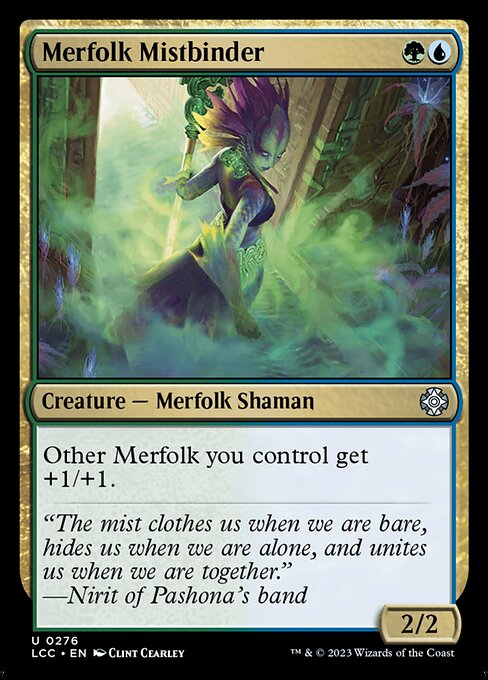 Merfolk Mistbinder
Creature — Merfolk Shaman
Other Merfolk you control get
+1/+1.
“The mist clothes us when we are bare,
hides us when we are alone, and unites
us when we are together.”
—Nirit of Pashona’s band
2/2
U 0276
LCC • EN Clint Cearley
™ & © 2023 Wizards of the Coast